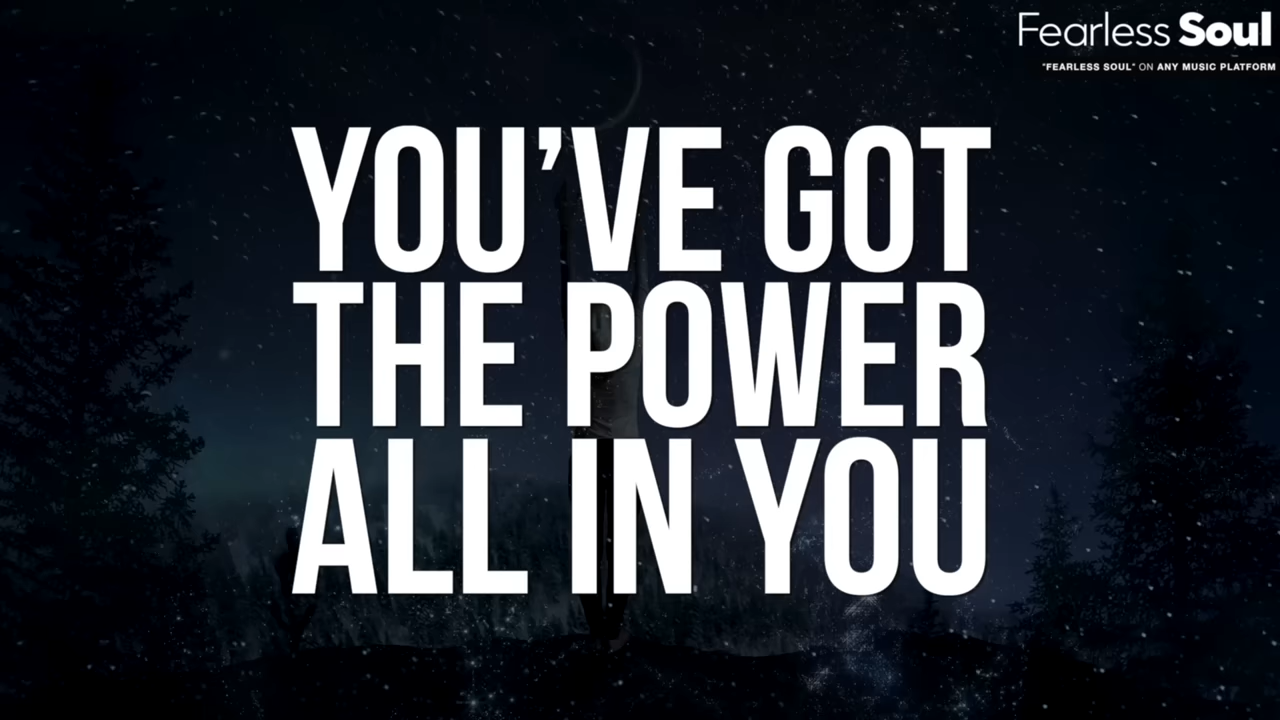 Fearless Soul
"FEARLESS SOUL" ON ANY MUSIC PLATFORM
YOU’VE GOT
THE POWER
ALL IN YOU